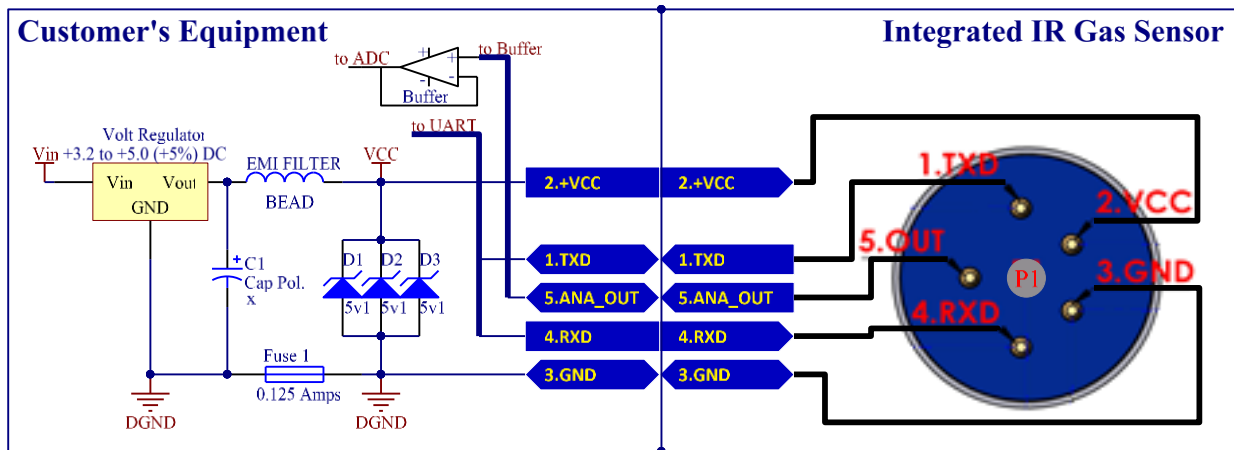 Customer's Equipment
Integrated IR Gas Sensor
to ADC
to Buffer
+
-
+
-
Buffer
to UART
Volt Regulator
Vin
+3.2 to +5.0 (+5%) DC
Vin
Vout
GND
EMI FILTER
BEAD
VCC
2.+VCC
2.+VCC
1.TXD
2.VCC
5.OUT
3.GND
P1
4.RXD
1.TXD
1.TXD
5.ANA_OUT
5.ANA_OUT
4.RXD
4.RXD
3.GND
3.GND
+
C1
Cap Pol.
x
D1
D2
D3
5v1
5v1
5v1
Fuse 1
0.125 Amps
DGND
DGND